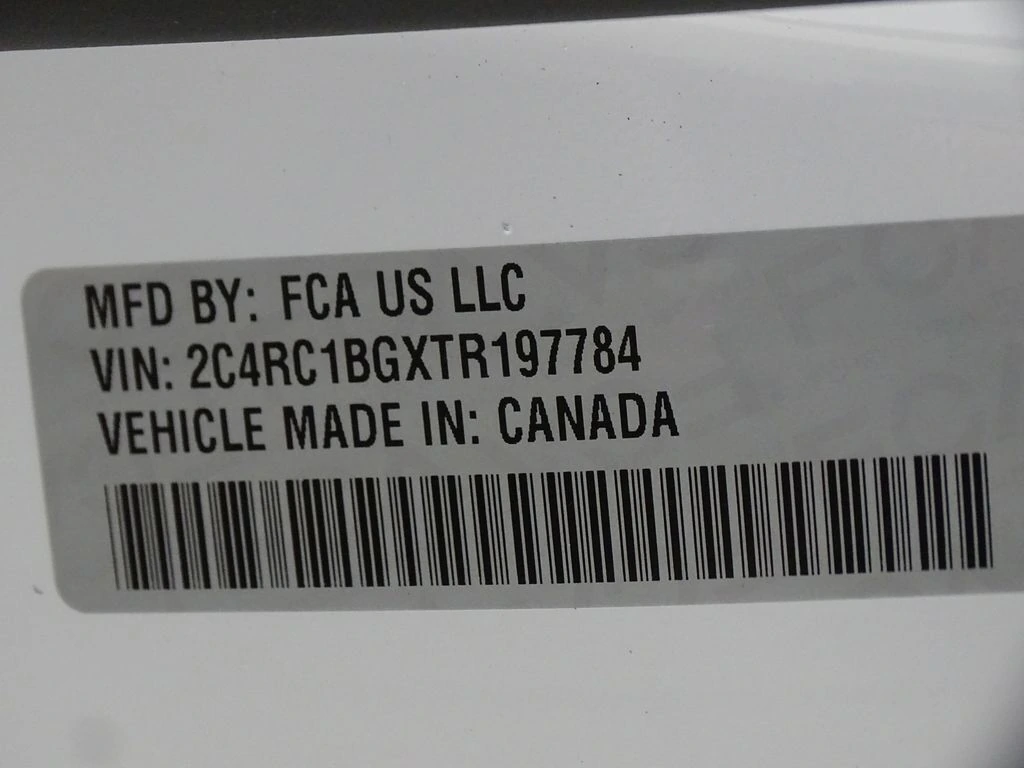 MFD BY: FCA US LLC
VIN: 2C4RC1BGXTR197784
VEHICLE MADE IN: CANADA